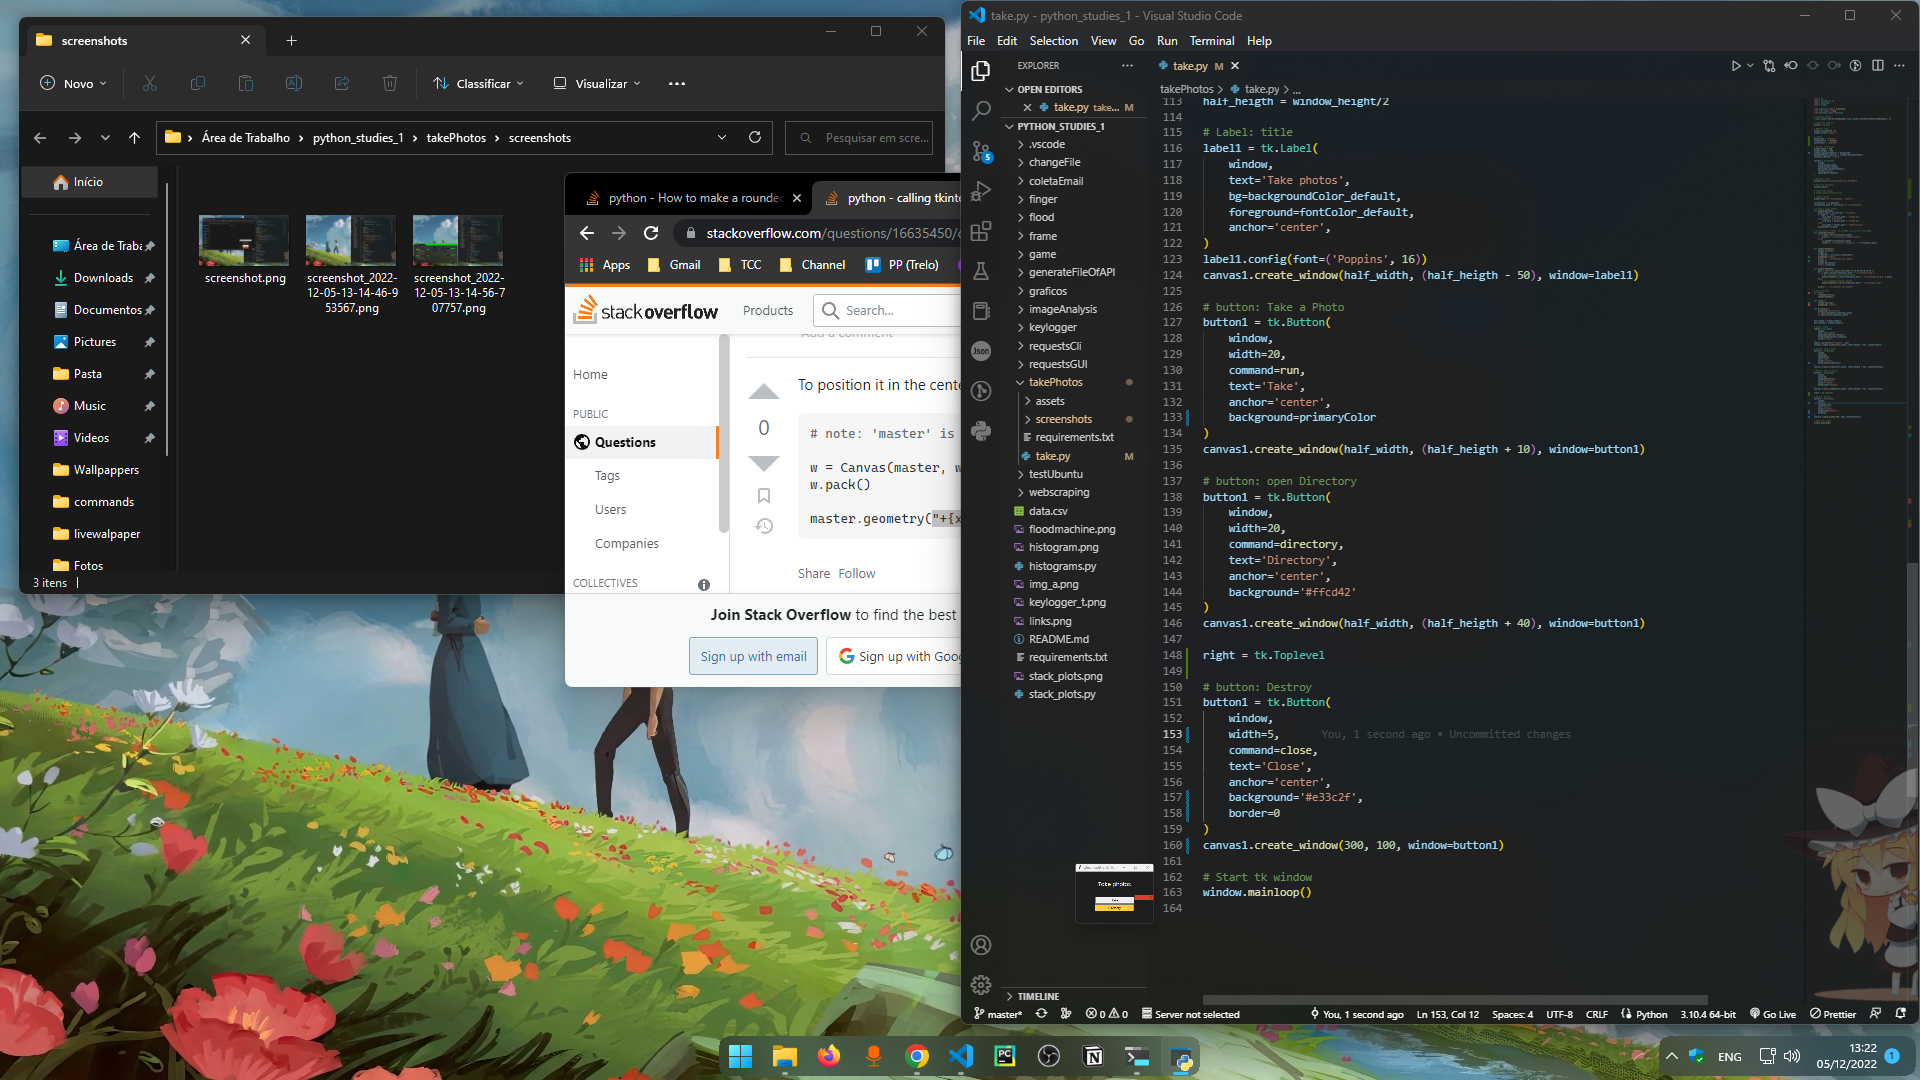 screenshots
Novo
Classificar
Visualizar
Área de Trabalho
python_studies_1
takePhotos
screenshots
Pesquisar em scre...
Início
Área de Traba
Downloads
Documentos
Pictures
Pasta
Music
Videos
Wallpappers
commands
livewalpaper
Fotos
screenshot.png
screenshot_2022-
12-05-13-14-46-9
53567.png
screenshot_2022-
12-05-13-14-56-7
07757.png
3 itens
python - How to make a rounded
python - calling tkinte
stackoverflow.com/questions/16635450/c
Apps
Gmail
TCC
Channel
PP (Trelo)
stackoverflow
Products
Search...
Add a comment
Home
PUBLIC
Questions
Tags
Users
Companies
COLLECTIVES
To position it in the cente
0
# note: 'master' is
w = Canvas(master, w
w.pack()
master.geometry("+{x
Share Follow
Join Stack Overflow to find the best
Sign up with email
Sign up with Goog
take.py - python_studies_1 - Visual Studio Code
File Edit Selection View Go Run Terminal Help
EXPLORER
OPEN EDITORS
take.py take... M
PYTHON_STUDIES_1
.vscode
changeFile
coletaEmail
finger
flood
frame
game
generateFileOfAPI
graficos
imageAnalysis
keylogger
requestsCli
requestsGUI
takePhotos
assets
screenshots
requirements.txt
take.py M
testUbuntu
webscraping
data.csv
floodmachine.png
histogram.png
histograms.py
img_a.png
keylogger_t.png
links.png
README.md
requirements.txt
stack_plots.png
stack_plots.py
TIMELINE
5
Json
take.py M
takePhotos > take.py > ...
113 half_heigth = window_height/2
114
115 # Label: title
116 label1 = tk.Label(
117 window,
118 text='Take photos',
119 bg=backgroundColor_default,
120 foreground=fontColor_default,
121 anchor='center',
122 )
123 label1.config(font=('Poppins', 16))
124 canvas1.create_window(half_width, (half_heigth - 50), window=label1)
125
126 # button: Take a Photo
127 button1 = tk.Button(
128 window,
129 width=20,
130 command=run,
131 text='Take',
132 anchor='center',
133 background=primaryColor
134 )
135 canvas1.create_window(half_width, (half_heigth + 10), window=button1)
136
137 # button: open Directory
138 button1 = tk.Button(
139 window,
140 width=20,
141 command=directory,
142 text='Directory',
143 anchor='center',
144 background='#ffcd42'
145 )
146 canvas1.create_window(half_width, (half_heigth + 40), window=button1)
147
148 right = tk.Toplevel
149
150 # button: Destroy
151 button1 = tk.Button(
152 window,
153 width=5, You, 1 second ago • Uncommitted changes
154 command=close,
155 text='Close',
156 anchor='center',
157 background='#e33c2f',
158 border=0
159 )
160 canvas1.create_window(300, 100, window=button1)
161
162 # Start tk window
163 window.mainloop()
164
Take photos
master* 0 0 Server not selected
You, 1 second ago Ln 153, Col 12 Spaces: 4 UTF-8 CRLF Python 3.10.4 64-bit Go Live Prettier
ENG
13:22
05/12/2022
1